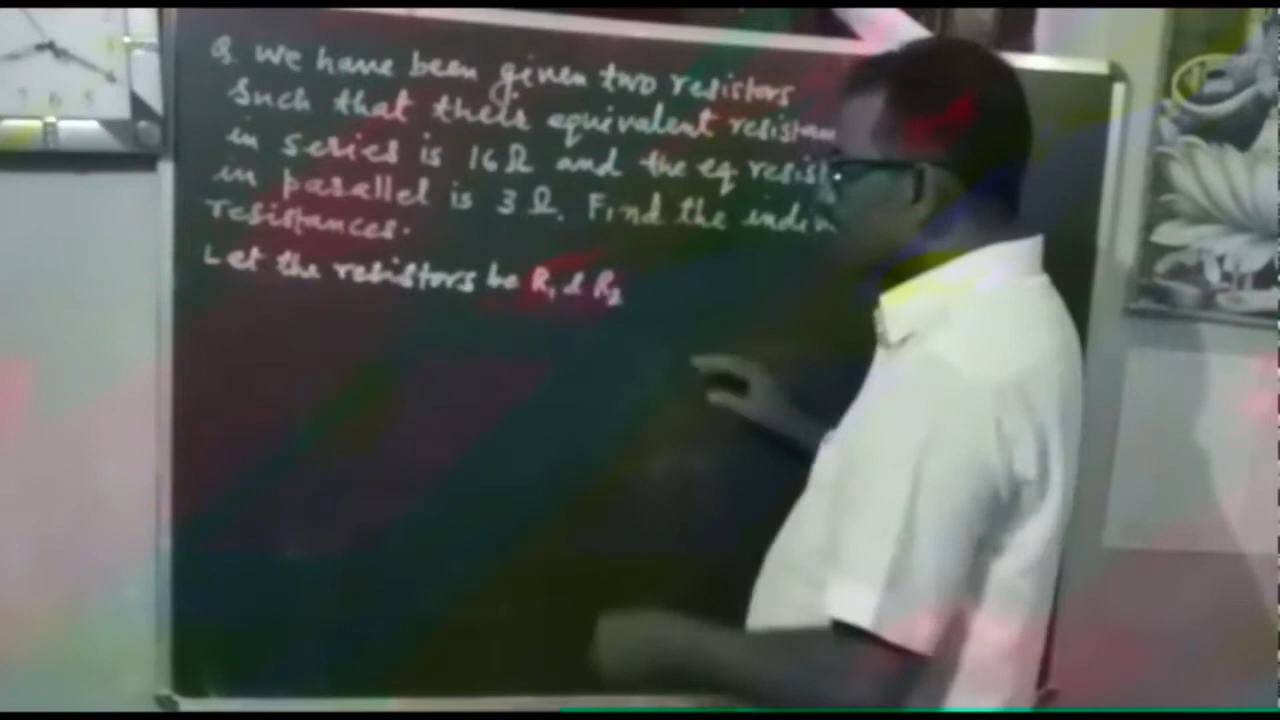 Q. We have been given two resistors
Such that their equivalent resistan
in series is 16Ω and the eq resist.
in parallel is 3Ω. Find the indiv
resistances.
Let the resistors be R₁ & R₂